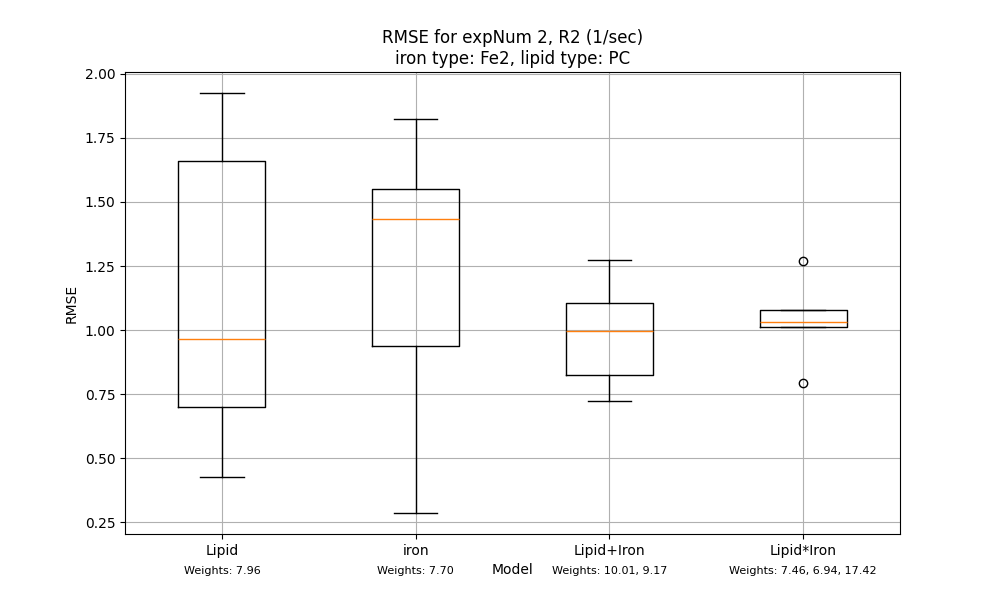 RMSE for expNum 2, R2 (1/sec)
iron type: Fe2, lipid type: PC
RMSE
2.00
1.75
1.50
1.25
1.00
0.75
0.50
0.25
Lipid
iron
Lipid+Iron
Lipid*Iron
Weights: 7.96
Weights: 7.70
Model
Weights: 10.01, 9.17
Weights: 7.46, 6.94, 17.42